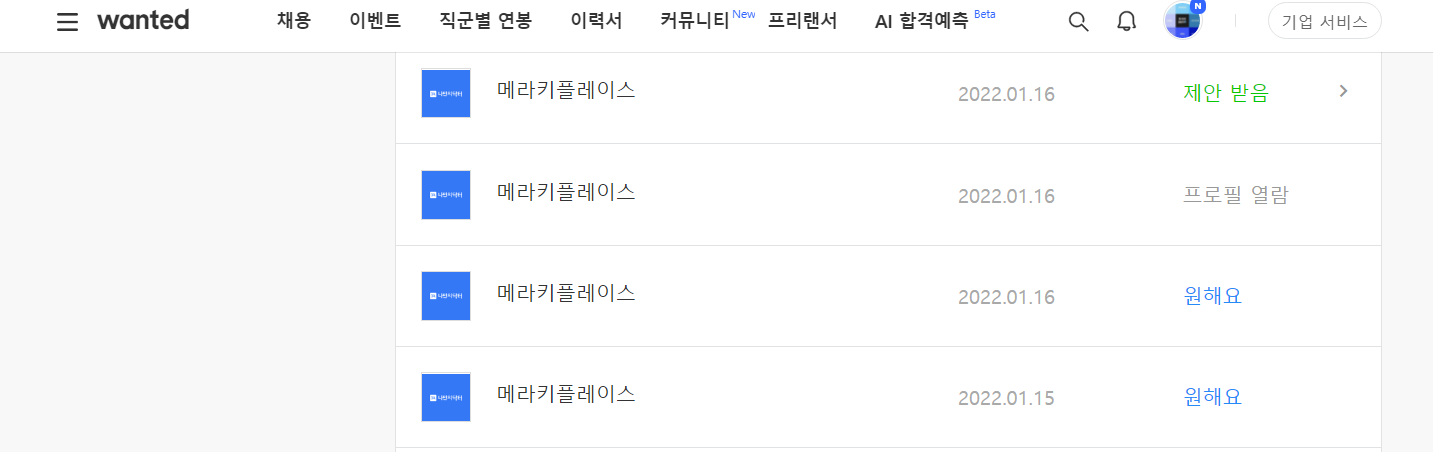 wanted 채용 이벤트 직군별 연봉 이력서 커뮤니티 New 프리랜서 AI 합격예측 Beta N 기업 서비스
메라키플레이스 2022.01.16 제안 받음
메라키플레이스 2022.01.16 프로필 열람
메라키플레이스 2022.01.16 원해요
메라키플레이스 2022.01.15 원해요